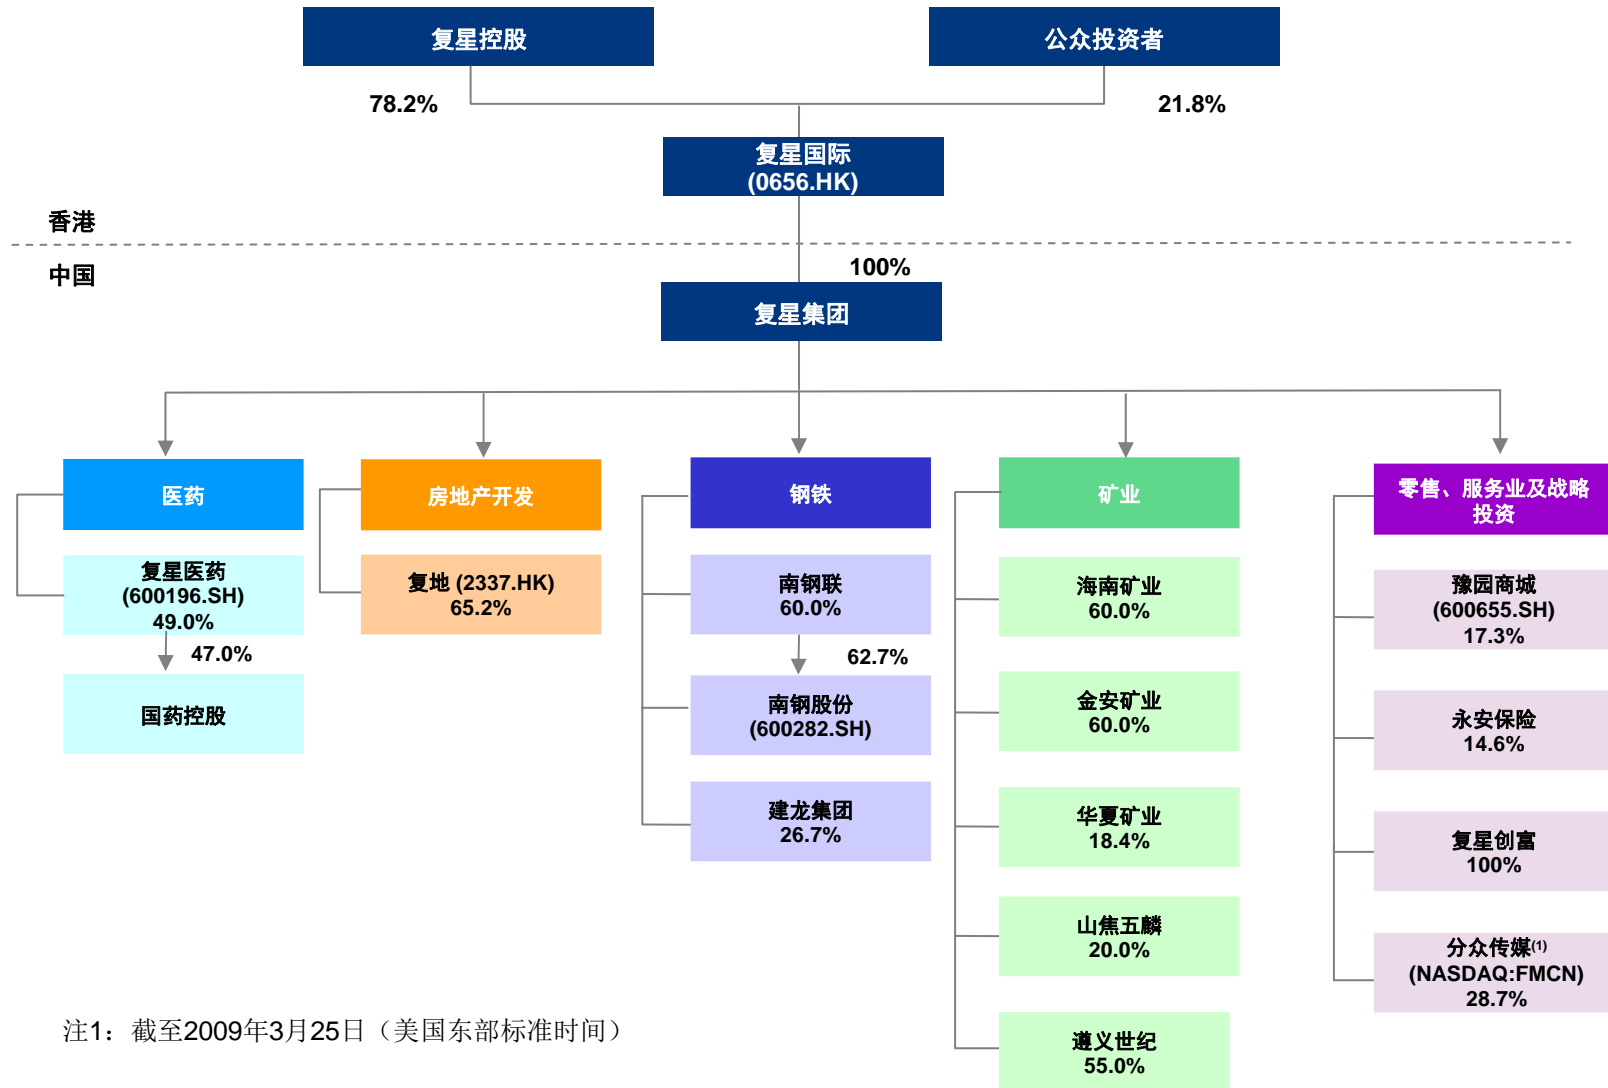 复星控股
公众投资者
78.2%
21.8%
复星国际
(0656.HK)
香港
中国
100%
复星集团
医药
复星医药
(600196.SH)
49.0%
47.0%
国药控股
房地产开发
复地 (2337.HK)
65.2%
钢铁
南钢联
60.0%
62.7%
南钢股份
(600282.SH)
建龙集团
26.7%
矿业
海南矿业
60.0%
金安矿业
60.0%
华夏矿业
18.4%
山焦五麟
20.0%
遵义世纪
55.0%
零售、服务业及战略
投资
豫园商城
(600655.SH)
17.3%
永安保险
14.6%
复星创富
100%
分众传媒(1)
(NASDAQ:FMCN)
28.7%
注1：截至2009年3月25日（美国东部标准时间）